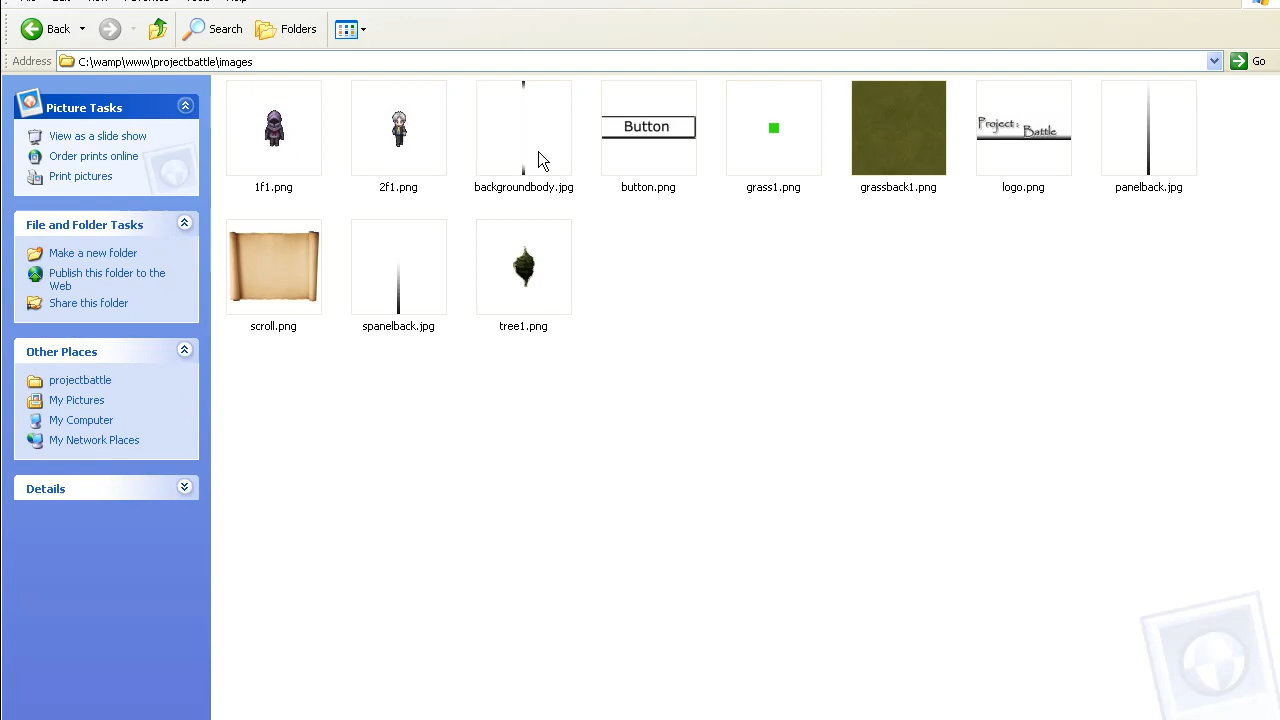 Back
Search
Folders
Address
C:\wamp\www\projectbattle\images
Go
Picture Tasks
View as a slide show
Order prints online
Print pictures
File and Folder Tasks
Make a new folder
Publish this folder to the
Web
Share this folder
Other Places
projectbattle
My Pictures
My Computer
My Network Places
Details
Button
Project:
Battle
1f1.png
2f1.png
backgroundbody.jpg
button.png
grass1.png
grassback1.png
logo.png
panelback.jpg
scroll.png
spanelback.jpg
tree1.png